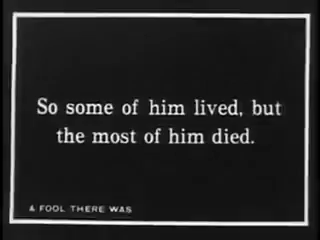 So some of him lived, but
the most of him died.
A FOOL THERE WAS